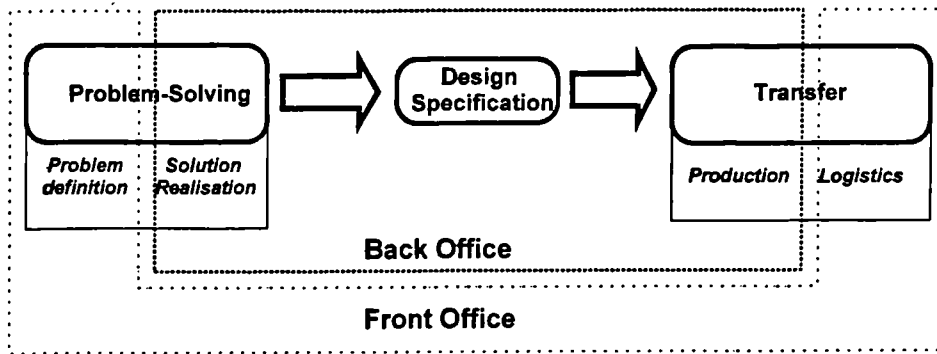 Problem-Solving
Design
Specification
Transfer
Problem
definition
Solution
Realisation
Production
Logistics
Back Office
Front Office